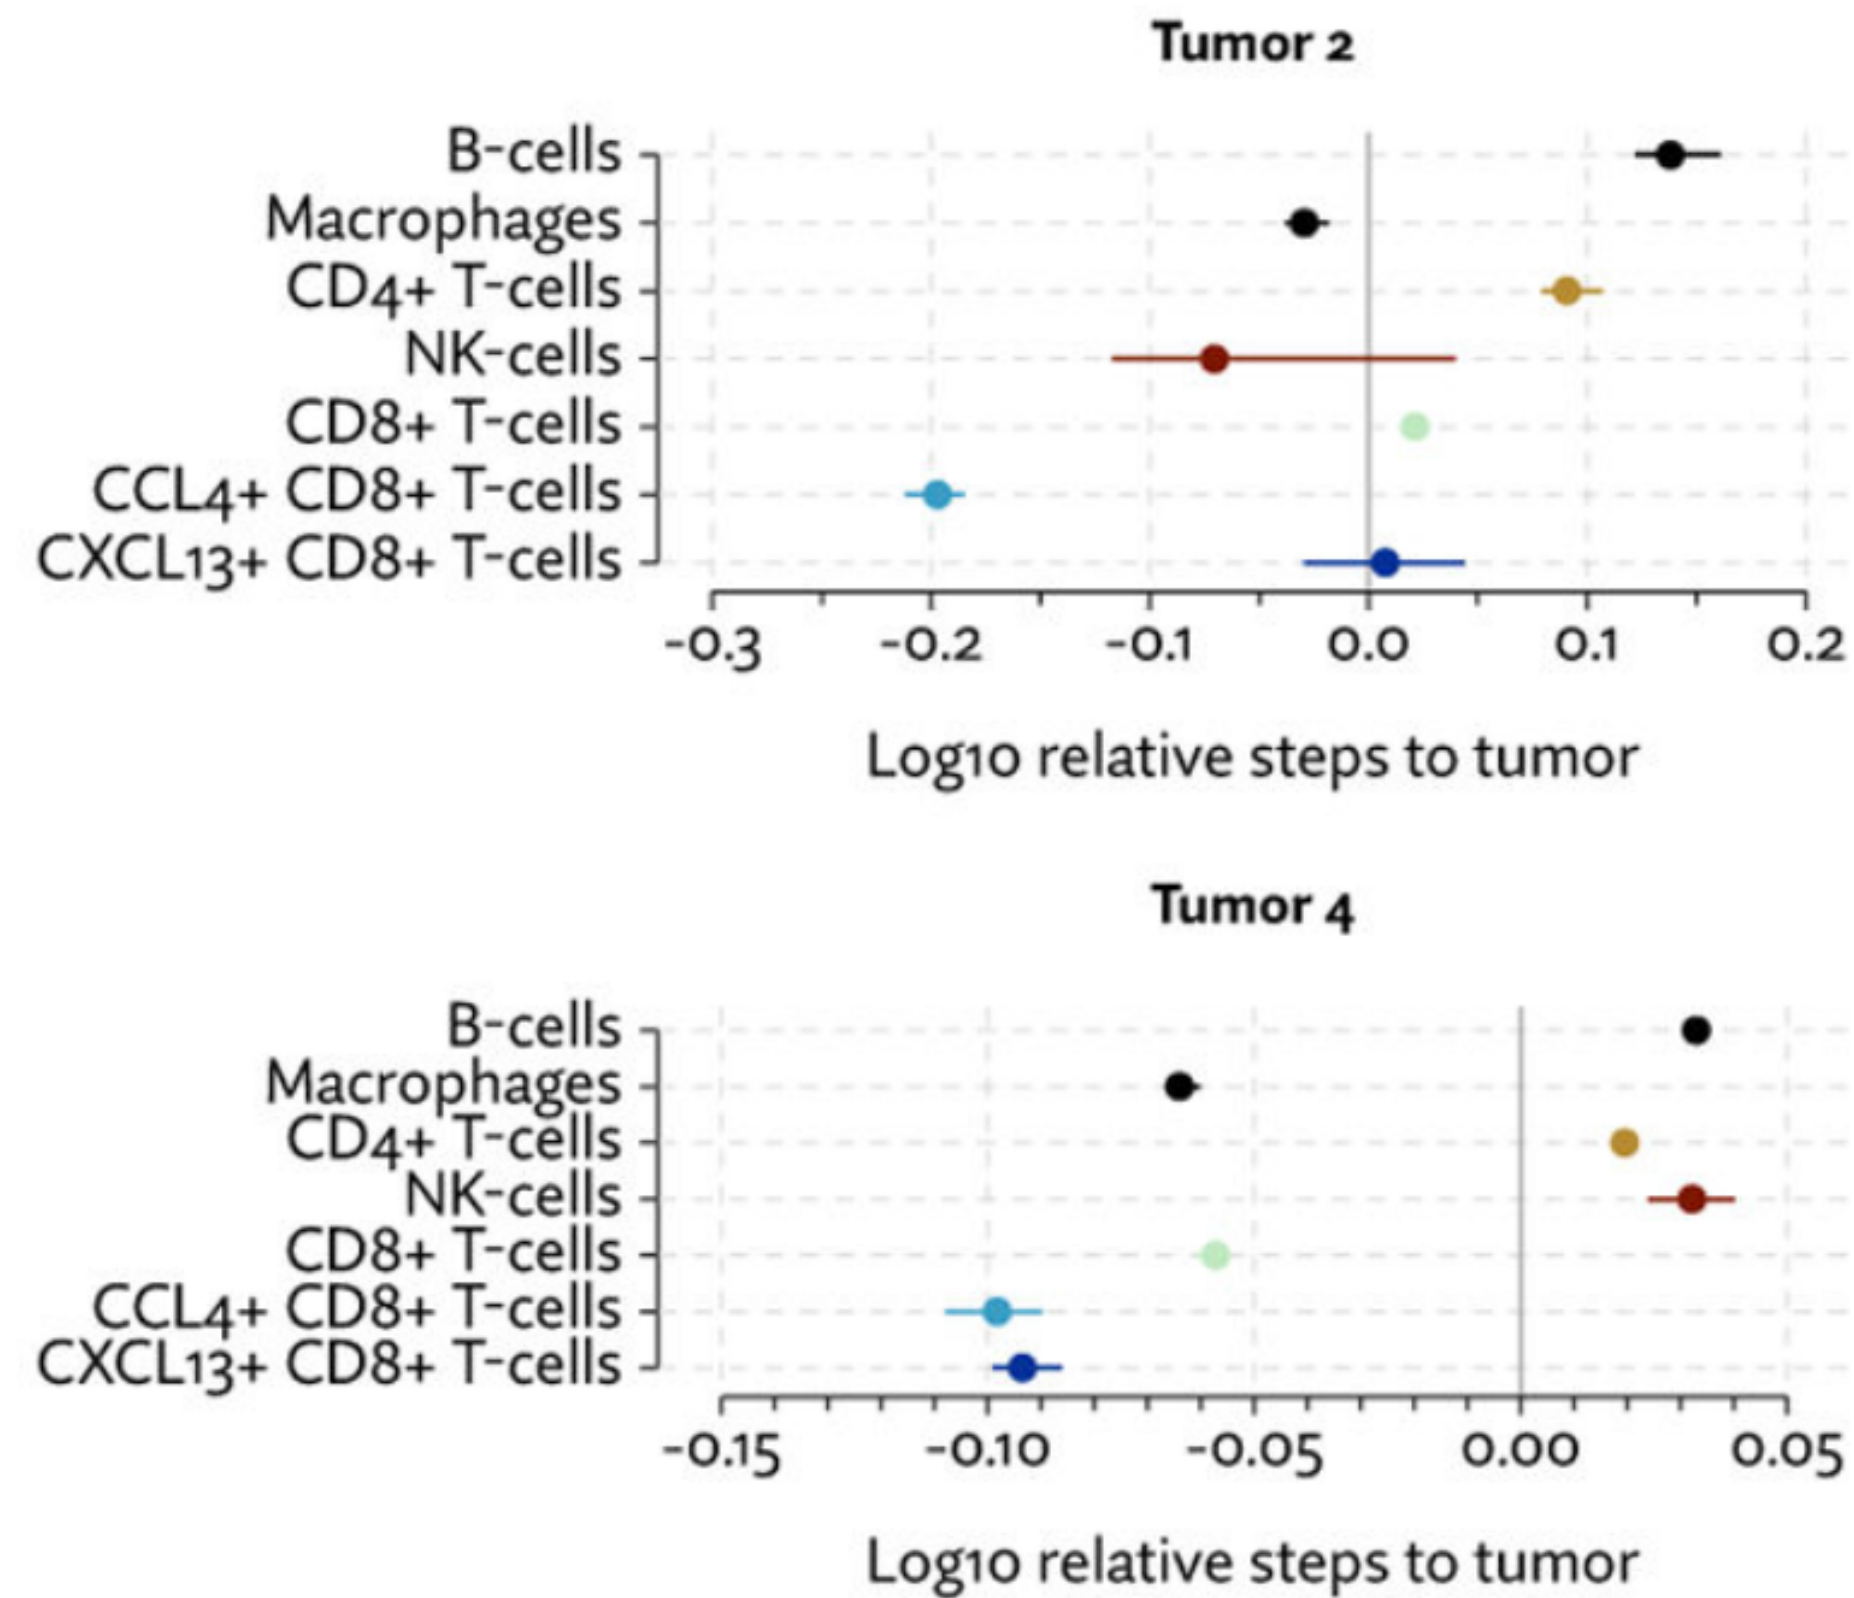 Tumor 2
B-cells
Macrophages
CD4+ T-cells
NK-cells
CD8+ T-cells
CCL4+ CD8+ T-cells
CXCL13+ CD8+ T-cells
-0.3 -0.2 -0.1 0.0 0.1 0.2
Log10 relative steps to tumor
Tumor 4
B-cells
Macrophages
CD4+ T-cells
NK-cells
CD8+ T-cells
CCL4+ CD8+ T-cells
CXCL13+ CD8+ T-cells
-0.15 -0.10 -0.05 0.00 0.05
Log10 relative steps to tumor